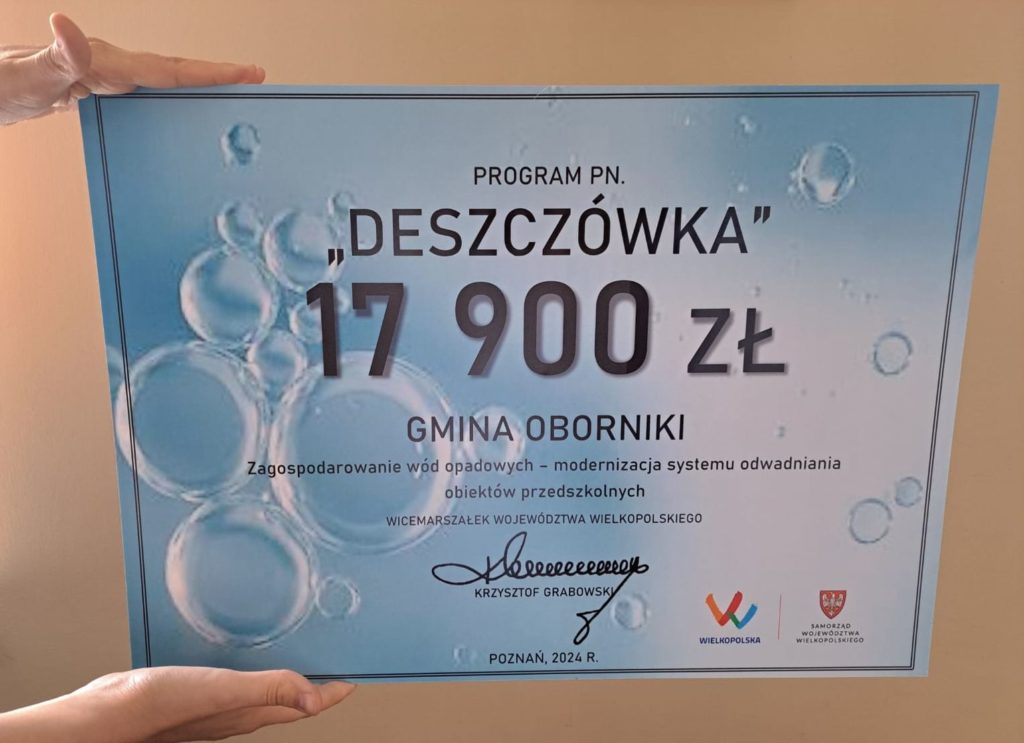 PROGRAM PN.
„DESZCZÓWKA”
17 900 ZŁ
GMINA OBORNIKI
Zagospodarowanie wód opadowych – modernizacja systemu odwadniania
obiektów przedszkolnych
WICEMARSZAŁEK WOJEWÓDZTWA WIELKOPOLSKIEGO
KRZYSZTOF GRABOWSKI
POZNAŃ, 2024 R.
WIELKOPOLSKA
SAMORZĄD
WOJEWÓDZTWA
WIELKOPOLSKIEGO